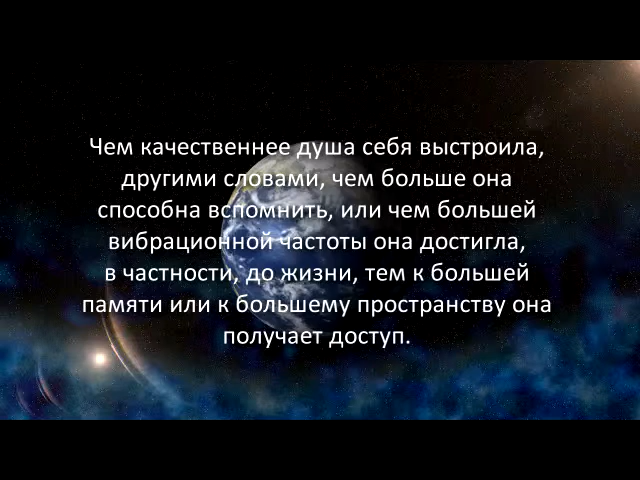 Чем качественнее душа себя выстроила,
другими словами, чем больше она
способна вспомнить, или чем большей
вибрационной частоты она достигла,
в частности, до жизни, тем к большей
памяти или к большему пространству она
получает доступ.